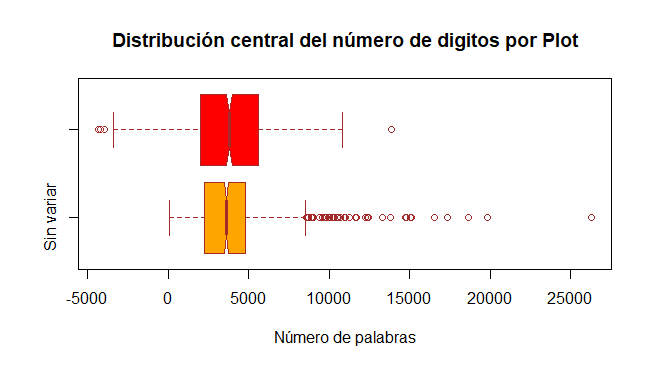 Distribución central del número de digitos por Plot
Sin variar
-5000 0 5000 10000 15000 20000 25000
Número de palabras